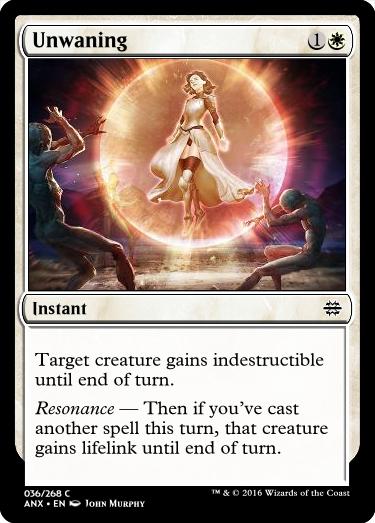 Unwaning
1
Instant
Target creature gains indestructible
until end of turn.
Resonance — Then if you've cast
another spell this turn, that creature
gains lifelink until end of turn.
036/268 C
™ & © 2016 Wizards of the Coast
ANX • EN John Murphy